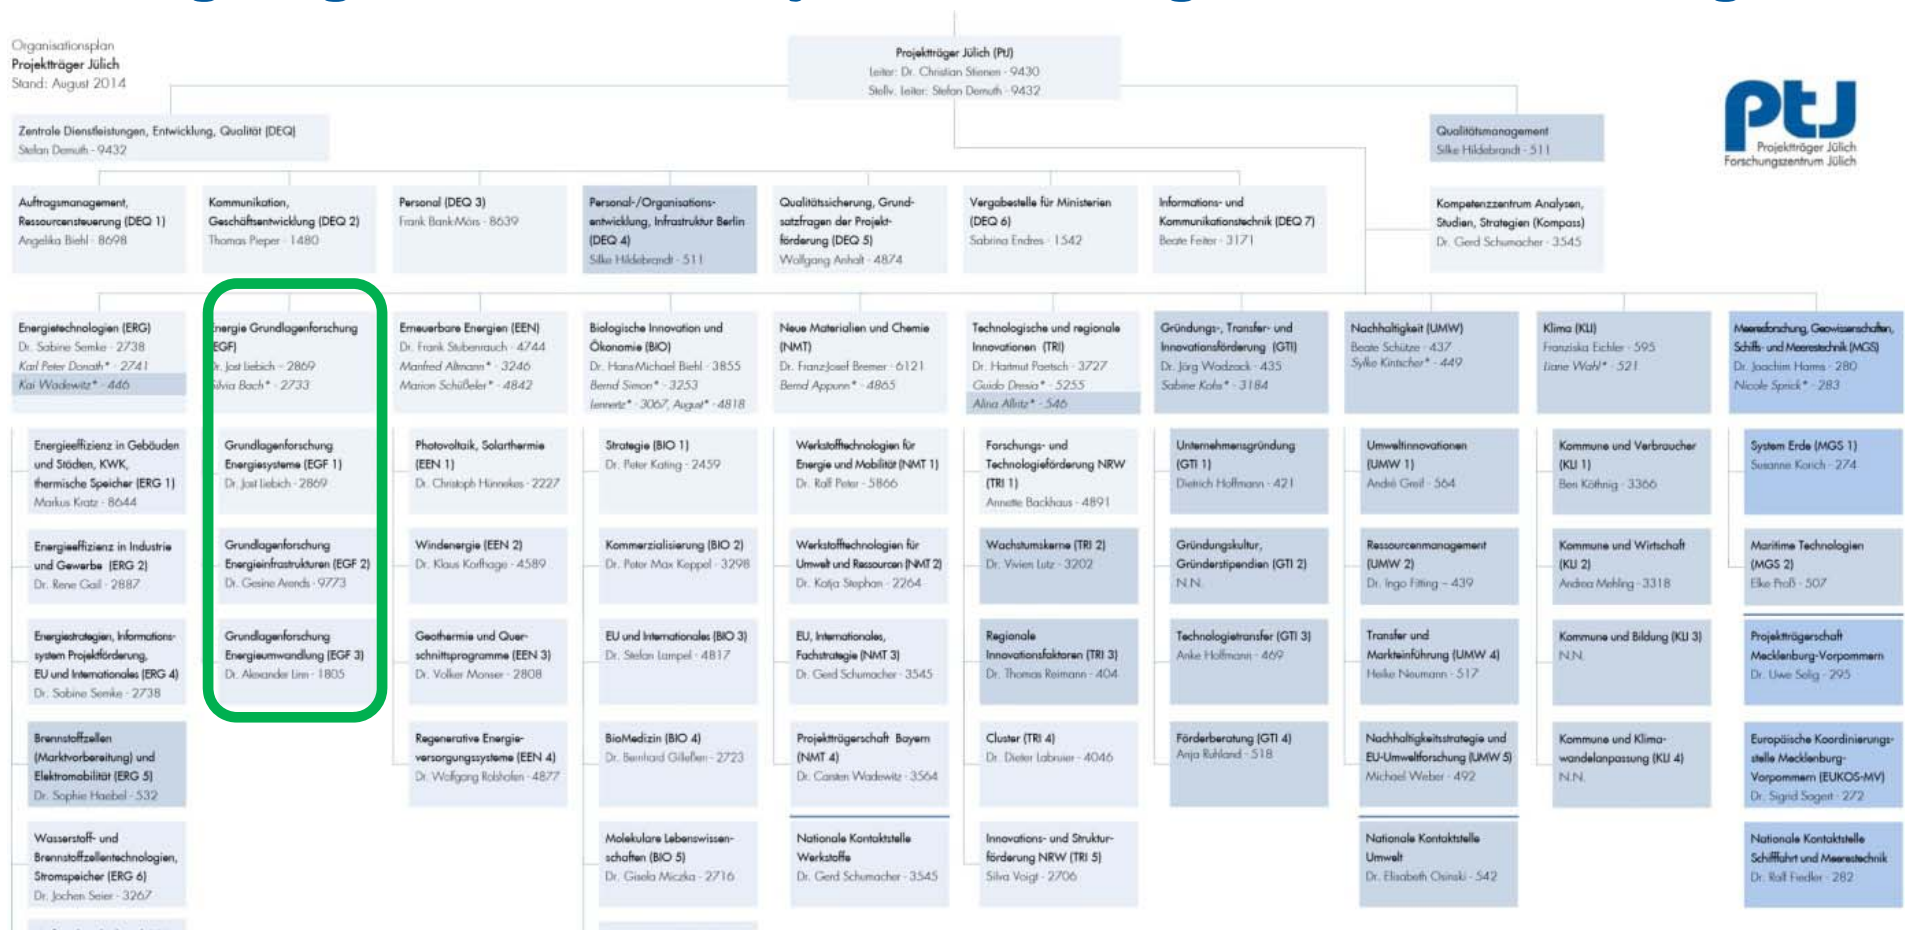 Organisationsplan
Projektträger Jülich
Stand: August 2014
Projektträger Jülich (PtJ)
Leiter: Dr. Christian Stienen - 9430
Stellv. Leiter: Stefan Demuth - 9432
ptj
Projektträger Jülich
Forschungszentrum Jülich
Zentrale Dienstleistungen, Entwicklung, Qualität (DEQ)
Stefan Demuth - 9432
Qualitätsmanagement
Silke Hildebrandt - 511
Auftragsmanagement,
Ressourcensteuerung (DEQ 1)
Angelika Biehl - 8698
Kommunikation,
Geschäftsentwicklung (DEQ 2)
Thomas Pieper - 1480
Personal (DEQ 3)
Frank Bank-Mörs - 8639
Personal-/Organisations-
entwicklung, Infrastruktur Berlin
(DEQ 4)
Silke Hildebrandt - 511
Qualitätssicherung, Grund-
satzfragen der Projekt-
förderung (DEQ 5)
Wolfgang Anhalt - 4874
Vergabestelle für Ministerien
(DEQ 6)
Sabrina Endres - 1542
Informations- und
Kommunikationstechnik (DEQ 7)
Beate Feiter - 3171
Kompetenzzentrum Analysen,
Studien, Strategien (Kompass)
Dr. Gerd Schumacher - 3545
Energietechnologien (ERG)
Dr. Sabine Semke - 2738
Karl Peter Donath* - 2741
Kai Wadewitz* - 446
Energie Grundlagenforschung
(EGF)
Dr. Jost Liebich - 2869
Silvia Bach* - 2733
Erneuerbare Energien (EEN)
Dr. Frank Stubenrauch - 4744
Manfred Altmann* - 3246
Marion Schüßeler* - 4842
Biologische Innovation und
Ökonomie (BIO)
Dr. Hans-Michael Biehl - 3855
Bernd Simon* - 3253
Lennertz* - 3067, August* - 4818
Neue Materialien und Chemie
(NMT)
Dr. Franz-Josef Bremer - 6121
Bernd Appunn* - 4865
Technologische und regionale
Innovationen (TRI)
Dr. Hartmut Paetsch - 3727
Guido Dresia* - 5255
Alina Allritz* - 546
Gründungs-, Transfer- und
Innovationsförderung (GTI)
Dr. Jörg Wadzack - 435
Sabine Kohs* - 3184
Nachhaltigkeit (UMW)
Beate Schütze - 437
Sylke Kintscher* - 449
Klima (KLI)
Franziska Eichler - 595
Liane Wahl* - 521
Meeresforschung, Geowissenschaften,
Schiffs- und Meerestechnik (MGS)
Dr. Joachim Harms - 280
Nicole Sprick* - 283
Energieeffizienz in Gebäuden
und Städten, KWK,
thermische Speicher (ERG 1)
Markus Kratz - 8644
Grundlagenforschung
Energiesysteme (EGF 1)
Dr. Jost Liebich - 2869
Photovoltaik, Solarthermie
(EEN 1)
Dr. Christoph Hünnekes - 2227
Strategie (BIO 1)
Dr. Peter Kating - 2459
Werkstofftechnologien für
Energie und Mobilität (NMT 1)
Dr. Ralf Peter - 5866
Forschungs- und
Technologieförderung NRW
(TRI 1)
Annette Backhaus - 4891
Unternehmensgründung
(GTI 1)
Dietrich Hoffmann - 421
Umweltinnovationen
(UMW 1)
André Greif - 564
Kommune und Verbraucher
(KLI 1)
Ben Köthnig - 3366
System Erde (MGS 1)
Susanne Korich - 274
Energieeffizienz in Industrie
und Gewerbe (ERG 2)
Dr. Rene Gail - 2887
Grundlagenforschung
Energieinfrastrukturen (EGF 2)
Dr. Gesine Arends - 9773
Windenergie (EEN 2)
Dr. Klaus Korfhage - 4589
Kommerzialisierung (BIO 2)
Dr. Peter Max Keppel - 3298
Werkstofftechnologien für
Umwelt und Ressourcen (NMT 2)
Dr. Katja Stephan - 2264
Wachstumskerne (TRI 2)
Dr. Vivien Lutz - 3202
Gründungskultur,
Gründerstipendien (GTI 2)
N.N.
Ressourcenmanagement
(UMW 2)
Dr. Ingo Fitting – 439
Kommune und Wirtschaft
(KLI 2)
Andrea Mehling - 3318
Maritime Technologien
(MGS 2)
Elke Proß - 507
Energiestrategien, Informations-
system Projektförderung,
EU und Internationales (ERG 4)
Dr. Sabine Semke - 2738
Grundlagenforschung
Energieumwandlung (EGF 3)
Dr. Alexander Linn - 1805
Geothermie und Quer-
schnittsprogramme (EEN 3)
Dr. Volker Monser - 2808
EU und Internationales (BIO 3)
Dr. Stefan Lampel - 4817
EU, Internationales,
Fachstrategie (NMT 3)
Dr. Gerd Schumacher - 3545
Regionale
Innovationsfaktoren (TRI 3)
Dr. Thomas Reimann - 404
Technologietransfer (GTI 3)
Anke Hoffmann - 469
Transfer und
Markteinführung (UMW 4)
Heike Neumann - 517
Kommune und Bildung (KLI 3)
N.N.
Projektträgerschaft
Mecklenburg-Vorpommern
Dr. Uwe Selig - 295
Brennstoffzellen
(Marktvorbereitung) und
Elektromobilität (ERG 5)
Dr. Sophie Haebel - 532
Regenerative Energie-
versorgungssysteme (EEN 4)
Dr. Wolfgang Rolshofen - 4877
BioMedizin (BIO 4)
Dr. Bernhard Gilleßen - 2723
Projektträgerschaft Bayern
(NMT 4)
Dr. Carsten Wadewitz - 3564
Cluster (TRI 4)
Dr. Dieter Labruier - 4046
Förderberatung (GTI 4)
Anja Ruhland - 518
Nachhaltigkeitsstrategie und
EU-Umweltforschung (UMW 5)
Michael Weber - 492
Kommune und Klima-
wandelanpassung (KLI 4)
N.N.
Europäische Koordinierungs-
stelle Mecklenburg-
Vorpommern (EUKOS-MV)
Dr. Sigrid Sagert - 272
Wasserstoff- und
Brennstoffzellentechnologien,
Stromspeicher (ERG 6)
Dr. Jochen Seier - 3267
Molekulare Lebenswissen-
schaften (BIO 5)
Dr. Gisela Miczka - 2716
Nationale Kontaktstelle
Werkstoffe
Dr. Gerd Schumacher - 3545
Innovations- und Struktur-
förderung NRW (TRI 5)
Silva Voigt - 2706
Nationale Kontaktstelle
Umwelt
Dr. Elisabeth Osinski - 542
Nationale Kontaktstelle
Schifffahrt und Meerestechnik
Dr. Ralf Fiedler - 282